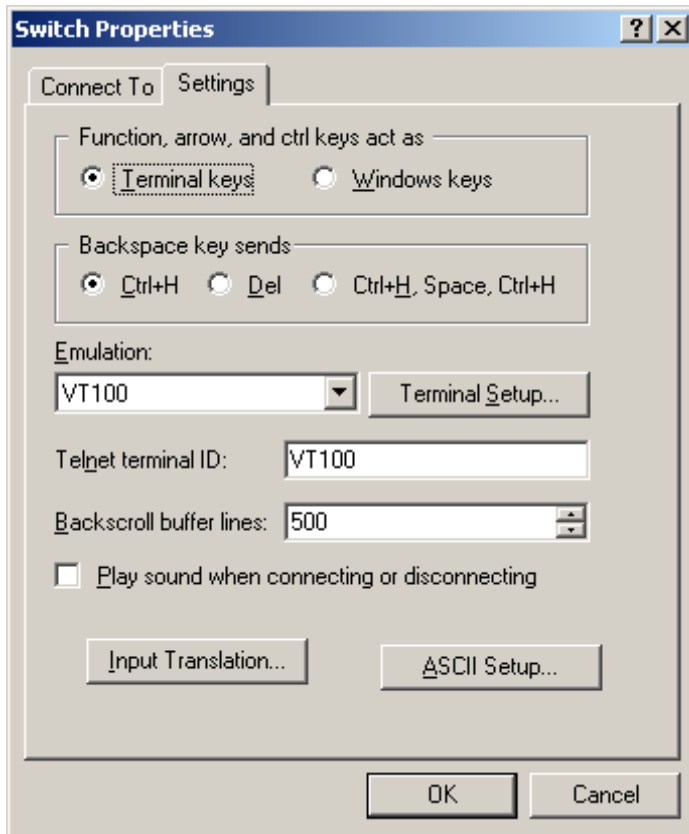 Switch Properties
Connect To
Settings
Function, arrow, and ctrl keys act as
Terminal keys
Windows keys
Backspace key sends
Ctrl+H
Del
Ctrl+H, Space, Ctrl+H
Emulation:
VT100
Terminal Setup...
Telnet terminal ID:
VT100
Backscroll buffer lines:
500
Play sound when connecting or disconnecting
Input Translation...
ASCII Setup...
OK
Cancel